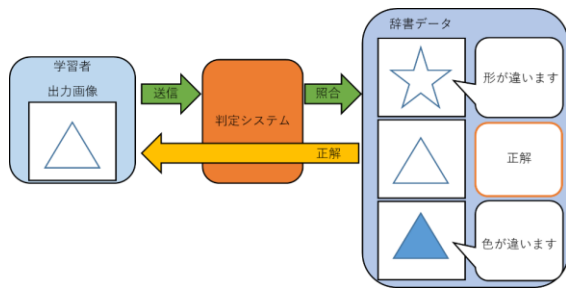 学習者
出力画像
送信
判定システム
照合
正解
辞書データ
形が違います
正解
色が違います